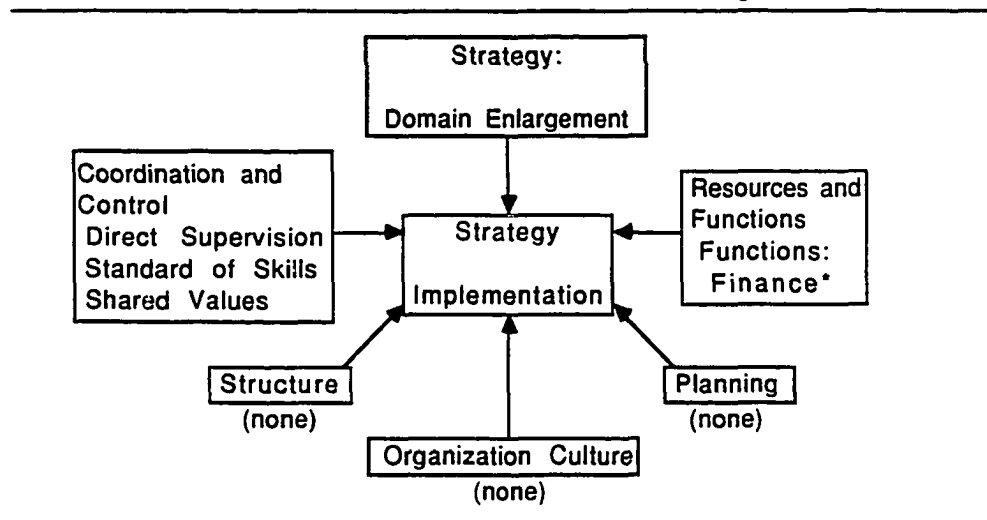 Strategy:
Domain Enlargement
Coordination and
Control
Direct Supervision
Standard of Skills
Shared Values
Strategy
Implementation
Resources and
Functions
Functions:
Finance*
Structure
(none)
Planning
(none)
Organization Culture
(none)